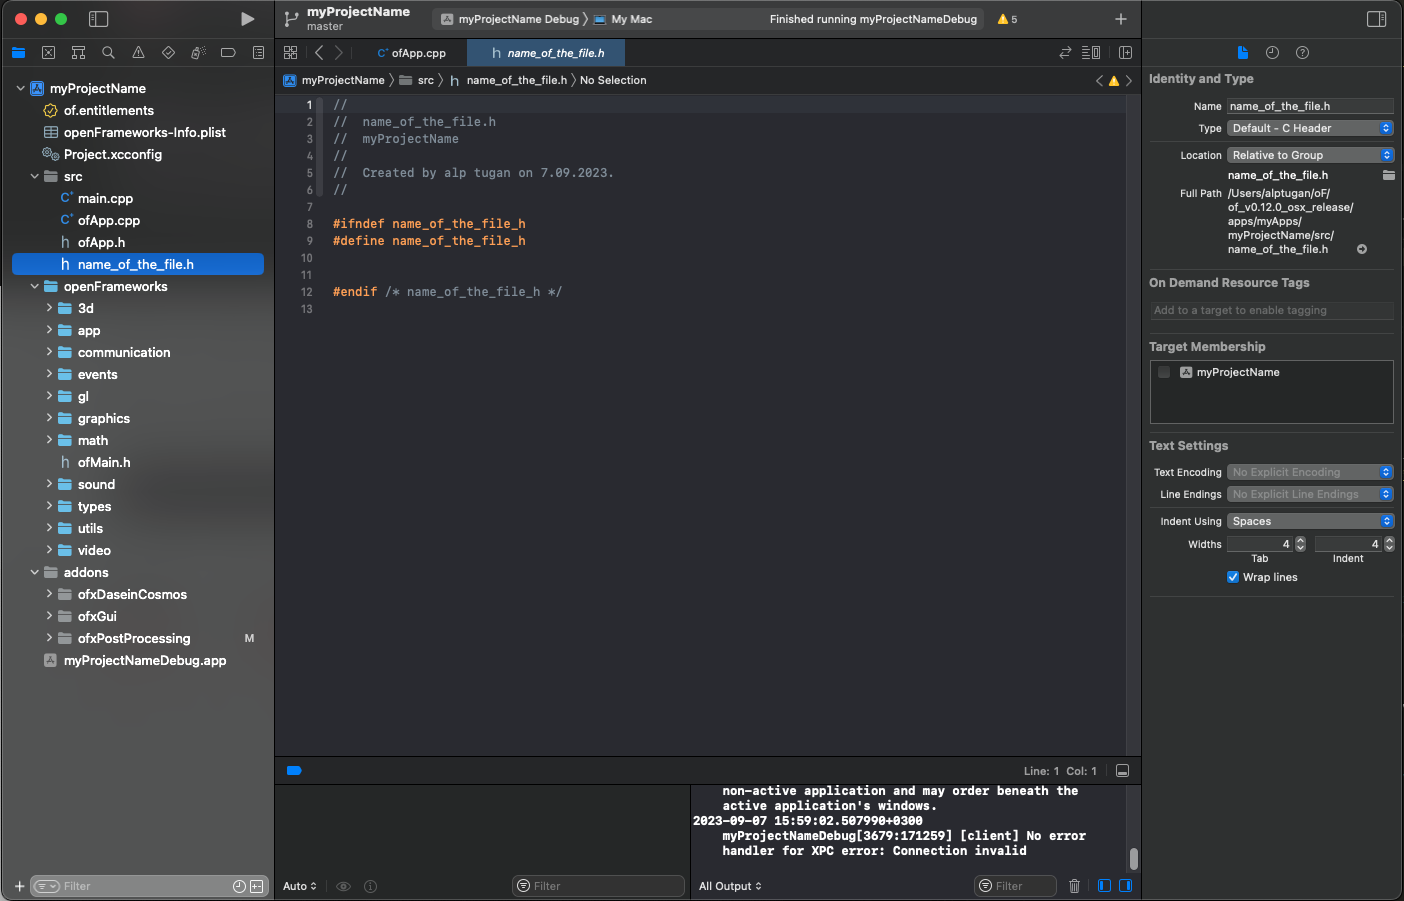 myProjectName
master
myProjectName Debug
My Mac
Finished running myProjectNameDebug
5
C+ ofApp.cpp
h name_of_the_file.h
myProjectName
src
h name_of_the_file.h
No Selection
myProjectName
of.entitlements
openFrameworks-Info.plist
Project.xcconfig
src
C+ main.cpp
C+ ofApp.cpp
h ofApp.h
h name_of_the_file.h
openFrameworks
3d
app
communication
events
gl
graphics
math
h ofMain.h
sound
types
utils
video
addons
ofxDaseinCosmos
ofxGui
ofxPostProcessing M
myProjectNameDebug.app
Filter
1 //
2 //  name_of_the_file.h
3 //  myProjectName
4 //
5 //  Created by alp tugan on 7.09.2023.
6 //
7
8 #ifndef name_of_the_file_h
9 #define name_of_the_file_h
10
11
12 #endif /* name_of_the_file_h */
13
Line: 1 Col: 1
non-active application and may order beneath the
active application's windows.
2023-09-07 15:59:02.507990+0300
myProjectNameDebug[3679:171259] [client] No error
handler for XPC error: Connection invalid
Auto
Filter
All Output
Filter
Identity and Type
Name name_of_the_file.h
Type Default - C Header
Location Relative to Group
name_of_the_file.h
Full Path /Users/alptugan/oF/
of_v0.12.0_osx_release/
apps/myApps/
myProjectName/src/
name_of_the_file.h
On Demand Resource Tags
Add to a target to enable tagging
Target Membership
myProjectName
Text Settings
Text Encoding No Explicit Encoding
Line Endings No Explicit Line Endings
Indent Using Spaces
Widths 4 4
Tab Indent
Wrap lines